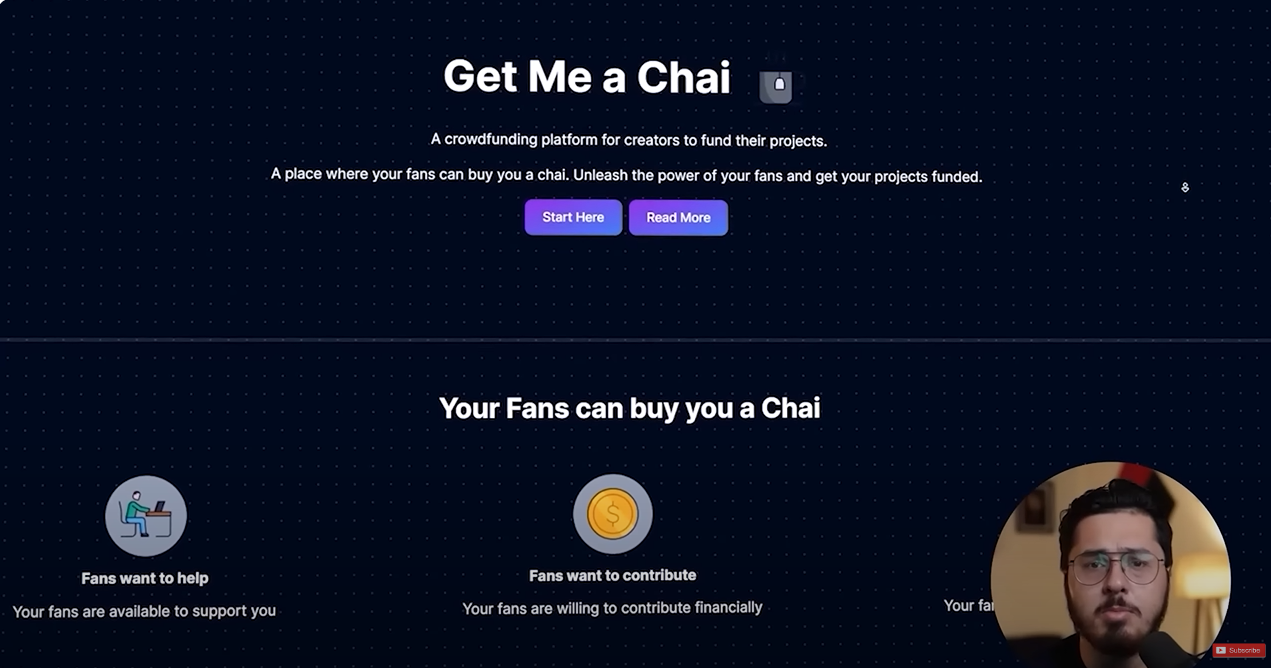 Get Me a Chai
A crowdfunding platform for creators to fund their projects.
A place where your fans can buy you a chai. Unleash the power of your fans and get your projects funded.
Start Here
Read More
Your Fans can buy you a Chai
Fans want to help
Your fans are available to support you
Fans want to contribute
Your fans are willing to contribute financially
Your
Subscribe